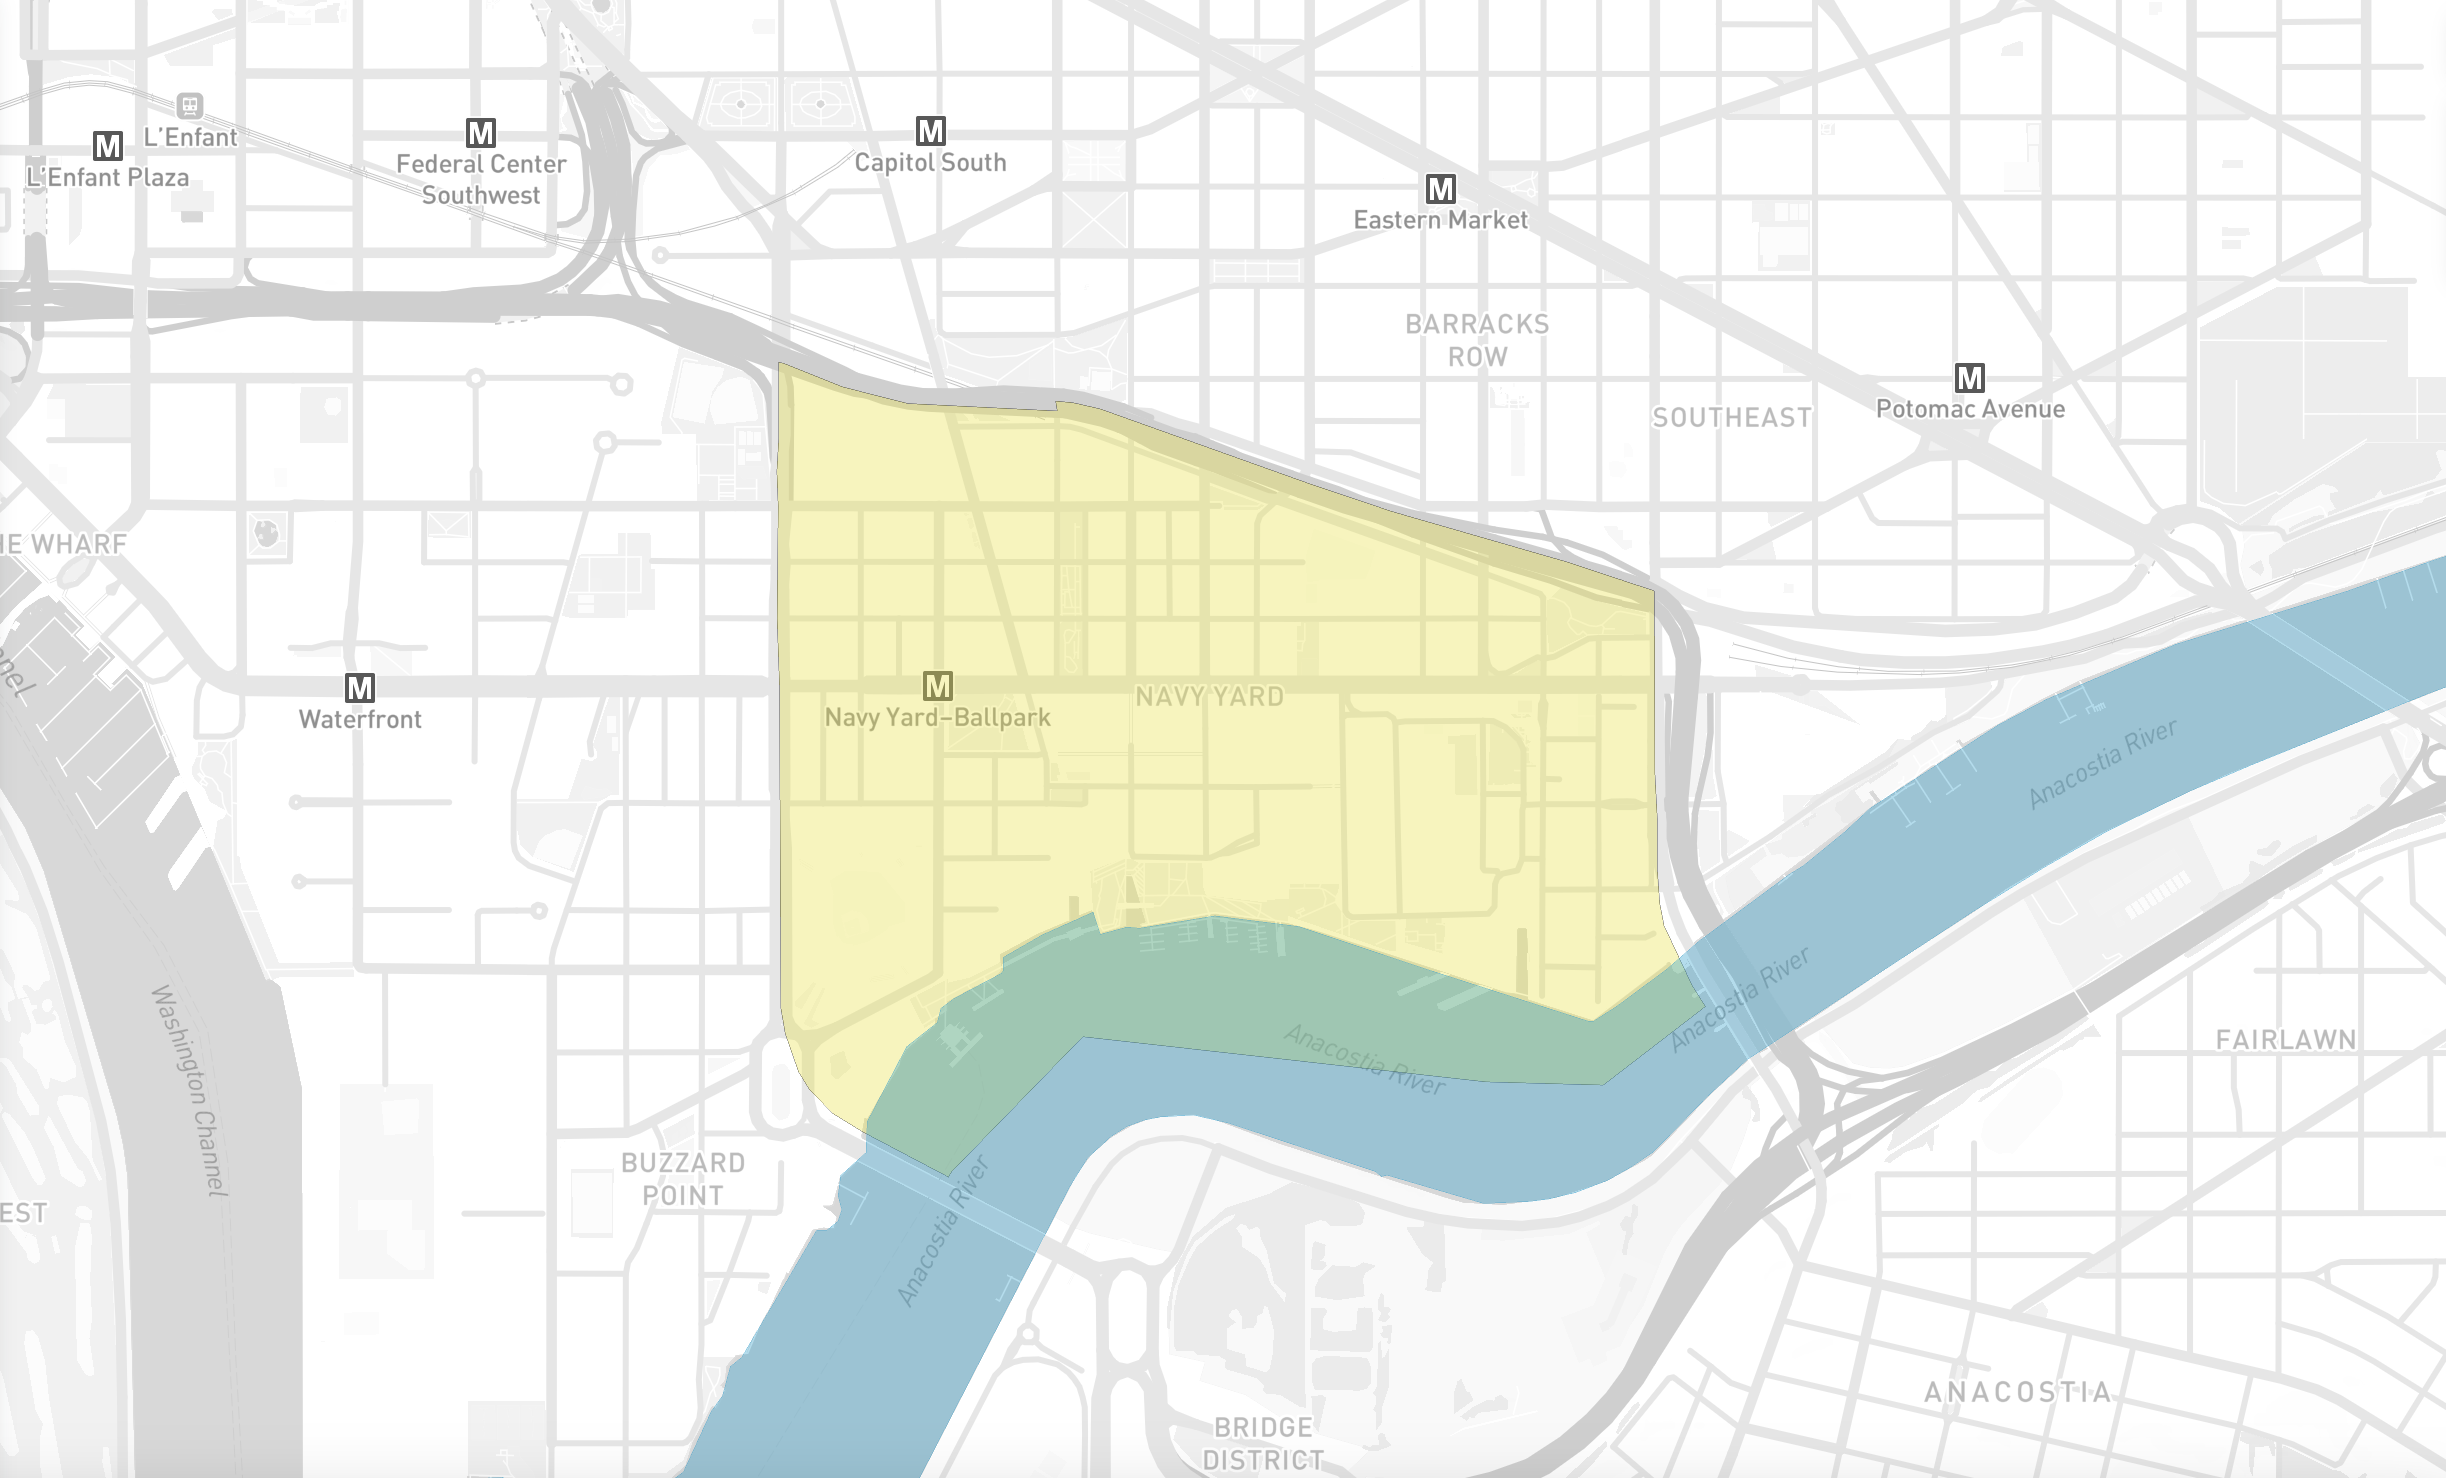 M
L'Enfant
M
L'Enfant Plaza
M
Federal Center
Southwest
M
Capitol South
M
Eastern Market
BARRACKS
ROW
M
Potomac Avenue
SOUTHEAST
HE WHARF
M
Waterfront
M
Navy Yard–Ballpark
NAVY YARD
Anacostia River
Anacostia River
Anacostia River
Anacostia River
Washington Channel
nnel
FAIRLAWN
BUZZARD
POINT
EST
ANACOSTIA
BRIDGE
DISTRICT